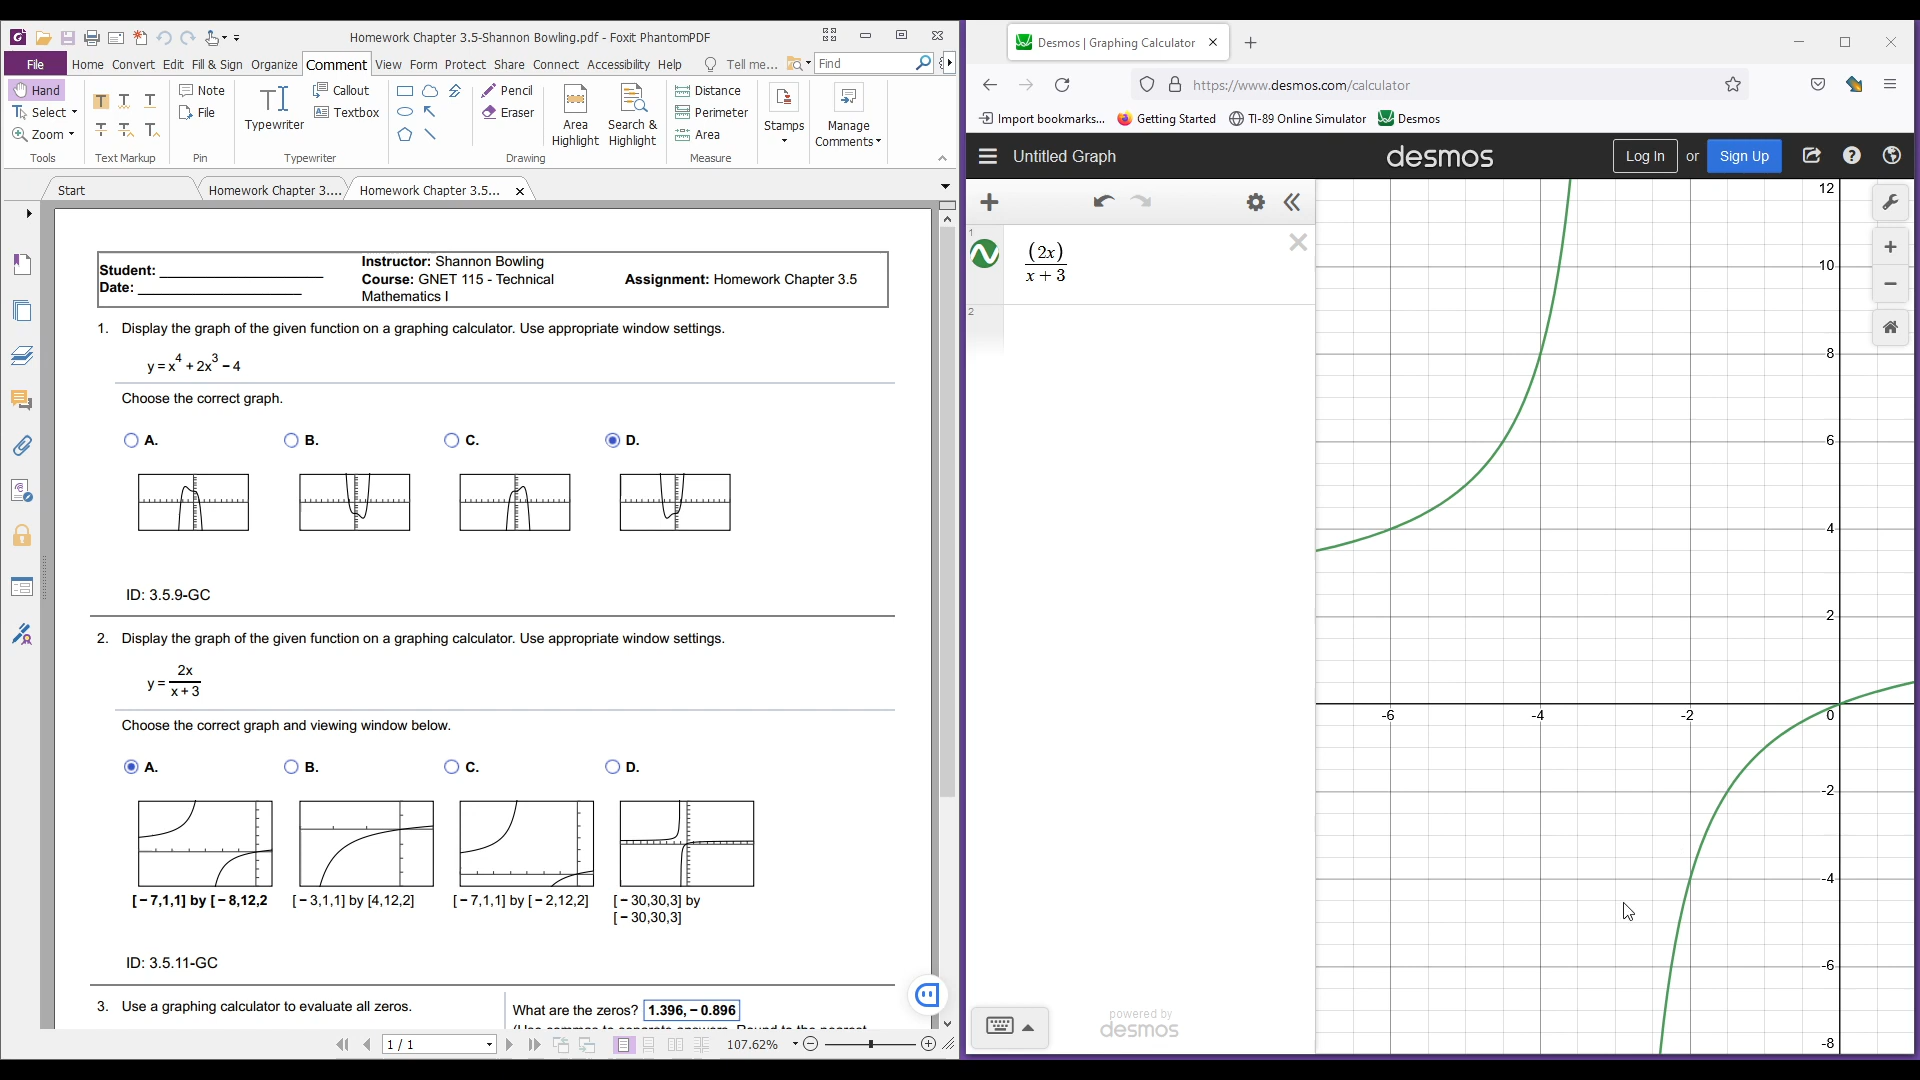 Homework Chapter 3.5-Shannon Bowling.pdf - Foxit PhantomPDF
File Home Convert Edit Fill & Sign Organize Comment View Form Protect Share Connect Accessibility Help Tell me... Find
Hand
Select
Zoom
Tools
Text Markup
Note
File
Pin
Typewriter
Callout
Textbox
Typewriter
Pencil
Eraser
Area Highlight
Search & Highlight
Drawing
Distance
Perimeter
Area
Measure
Stamps
Manage Comments
Start
Homework Chapter 3....
Homework Chapter 3.5...
Student:
Date:
Instructor: Shannon Bowling
Course: GNET 115 - Technical
Mathematics I
Assignment: Homework Chapter 3.5
1. Display the graph of the given function on a graphing calculator. Use appropriate window settings.
y = x⁴ + 2x³ − 4
Choose the correct graph.
A. B. C. D.
ID: 3.5.9-GC
2. Display the graph of the given function on a graphing calculator. Use appropriate window settings.
2x
y =
x + 3
Choose the correct graph and viewing window below.
A. B. C. D.
[ − 7,1,1] by [ − 8,12,2 [ − 3,1,1] by [4,12,2] [ − 7,1,1] by [ − 2,12,2] [ − 30,30,3] by
[ − 30,30,3]
ID: 3.5.11-GC
3. Use a graphing calculator to evaluate all zeros.
What are the zeros? 1.396, − 0.896
1 / 1
107.62%
Desmos | Graphing Calculator
https://www.desmos.com/calculator
Import bookmarks... Getting Started TI-89 Online Simulator Desmos
Untitled Graph
desmos
Log In or Sign Up
1
(2x)
x + 3
2
powered by
desmos
12
10
8
6
4
2
-6 -4 -2 0
-2
-4
-6
-8